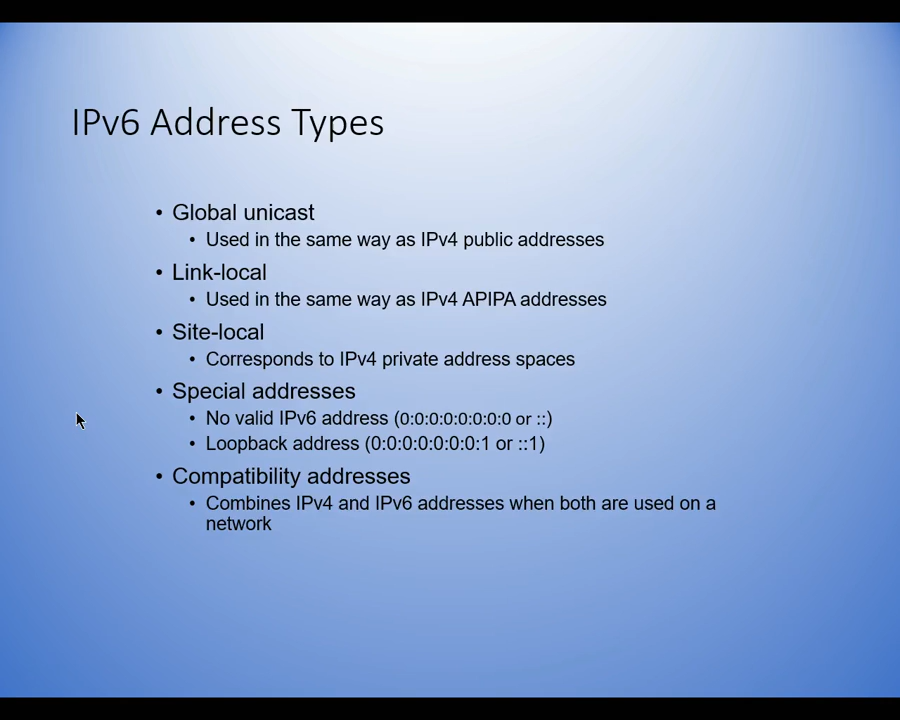 IPv6 Address Types
• Global unicast
• Used in the same way as IPv4 public addresses
• Link-local
• Used in the same way as IPv4 APIPA addresses
• Site-local
• Corresponds to IPv4 private address spaces
• Special addresses
• No valid IPv6 address (0:0:0:0:0:0:0:0 or ::)
• Loopback address (0:0:0:0:0:0:0:1 or ::1)
• Compatibility addresses
• Combines IPv4 and IPv6 addresses when both are used on a
network